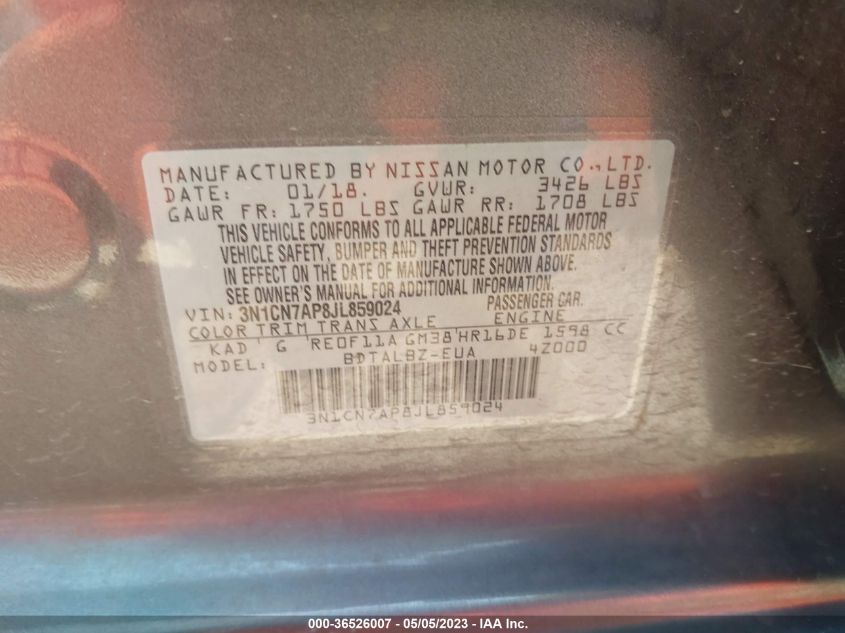 MANUFACTURED BY NISSAN MOTOR CO.,LTD.
DATE: 01/18. GVWR: 3426 LBS
GAWR FR: 1750 LBS GAWR RR: 1708 LBS
THIS VEHICLE CONFORMS TO ALL APPLICABLE FEDERAL MOTOR
VEHICLE SAFETY, BUMPER AND THEFT PREVENTION STANDARDS
IN EFFECT ON THE DATE OF MANUFACTURE SHOWN ABOVE.
SEE OWNER'S MANUAL FOR ADDITIONAL INFORMATION.
VIN: 3N1CN7AP8JL859024 PASSENGER CAR.
COLOR TRIM TRANS AXLE ENGINE
KAD G RE0F11A GM38 HR16DE 1598 CC
MODEL: BDTALBZ-EUA 4Z000
3N1CN7AP8JL859024
000-36526007 - 05/05/2023 - IAA Inc.